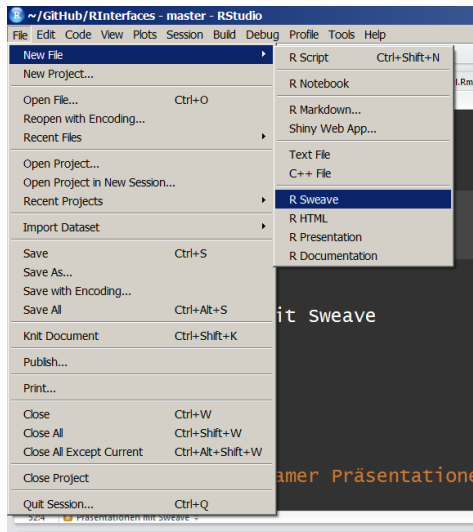 ~/GitHub/RInterfaces - master - RStudio
File Edit Code View Plots Session Build Debug Profile Tools Help
New File
New Project...
Open File... Ctrl+O
Reopen with Encoding...
Recent Files
Open Project...
Open Project in New Session...
Recent Projects
Import Dataset
Save Ctrl+S
Save As...
Save with Encoding...
Save All Ctrl+Alt+S
Knit Document Ctrl+Shift+K
Publish...
Print...
Close Ctrl+W
Close All Ctrl+Shift+W
Close All Except Current Ctrl+Alt+Shift+W
Close Project
Quit Session... Ctrl+Q
R Script Ctrl+Shift+N
R Notebook
R Markdown...
Shiny Web App...
Text File
C++ File
R Sweave
R HTML
R Presentation
R Documentation
l.Rm
it Sweave
amer Präsentatione
52:4 Präsentationen mit Sweave